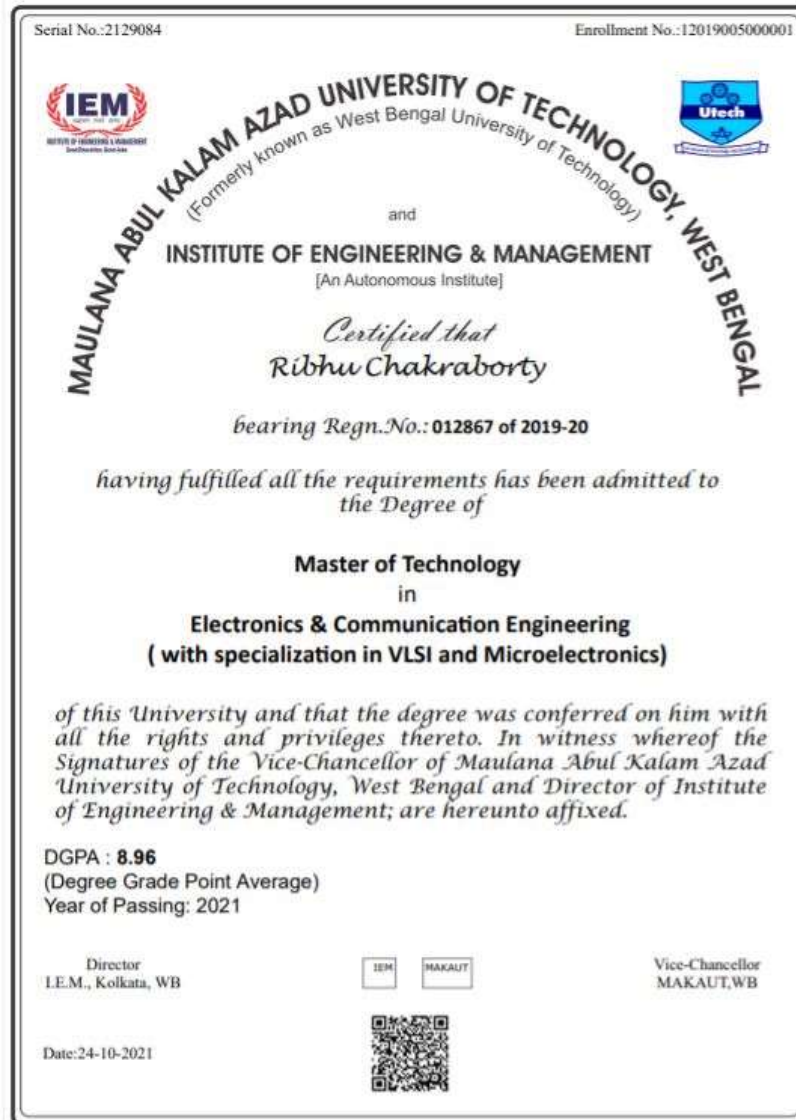 Serial No.:2129084
Enrollment No.:12019005000001
IEM
INSTITUTE OF ENGINEERING & MANAGEMENT
Utech
MAULANA ABUL KALAM AZAD UNIVERSITY OF TECHNOLOGY, WEST BENGAL
(Formerly known as West Bengal University of Technology)
and
INSTITUTE OF ENGINEERING & MANAGEMENT
[An Autonomous Institute]
Certified that
Ribhu Chakraborty
bearing Regn.No.: 012867 of 2019-20
having fulfilled all the requirements has been admitted to
the Degree of
Master of Technology
in
Electronics & Communication Engineering
( with specialization in VLSI and Microelectronics)
of this University and that the degree was conferred on him with
all the rights and privileges thereto. In witness whereof the
Signatures of the Vice-Chancellor of Maulana Abul Kalam Azad
University of Technology, West Bengal and Director of Institute
of Engineering & Management; are hereunto affixed.
DGPA : 8.96
(Degree Grade Point Average)
Year of Passing: 2021
Director
I.E.M., Kolkata, WB
IEM
MAKAUT
Vice-Chancellor
MAKAUT,WB
Date:24-10-2021